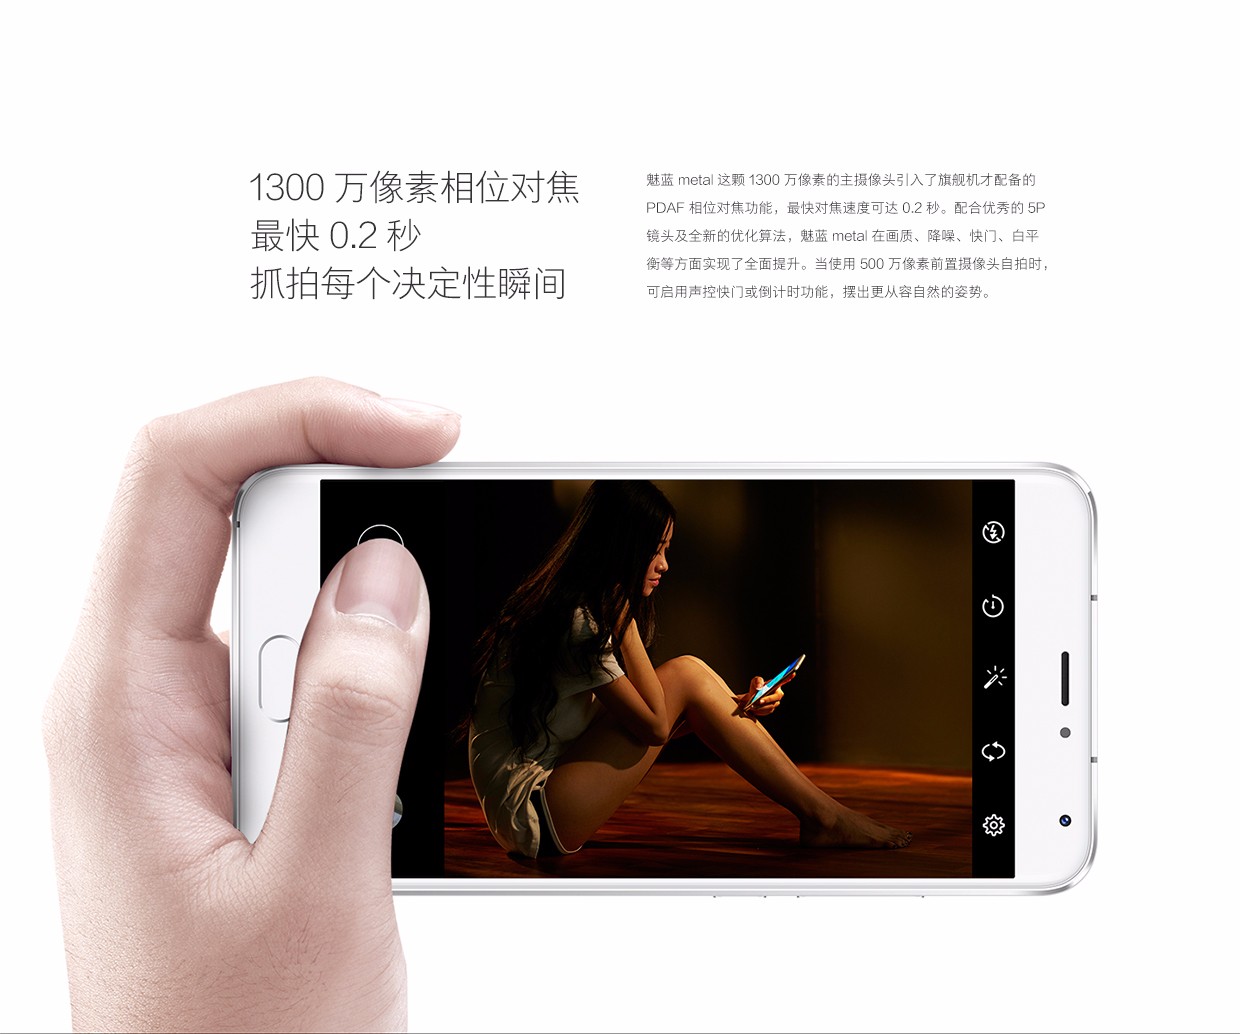 1300 万像素相位对焦
最快 0.2 秒
抓拍每个决定性瞬间
魅蓝 metal 这颗 1300 万像素的主摄像头引入了旗舰机才配备的
PDAF 相位对焦功能，最快对焦速度可达 0.2 秒。配合优秀的 5P
镜头及全新的优化算法，魅蓝 metal 在画质、降噪、快门、白平
衡等方面实现了全面提升。当使用 500 万像素前置摄像头自拍时，
可启用声控快门或倒计时功能，摆出更从容自然的姿势。